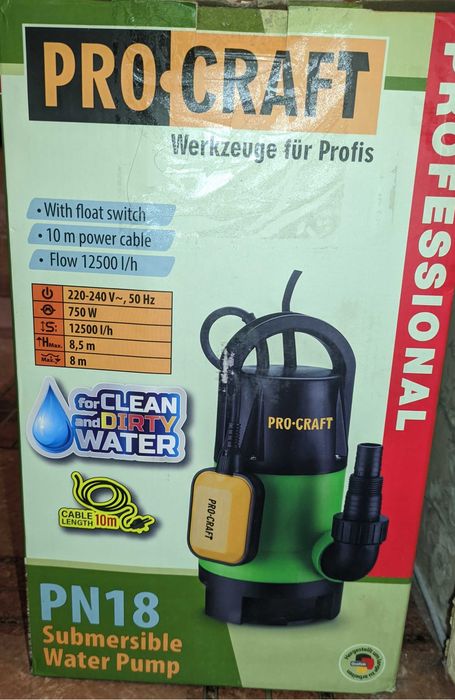 PRO•CRAFT
Werkzeuge für Profis
PROFESSIONAL
• With float switch
• 10 m power cable
• Flow 12500 l/h
220-240 V~, 50 Hz
750 W
S: 12500 l/h
HMax. 8,5 m
Max. 8 m
for CLEAN
and DIRTY
WATER
CABLE
LENGTH 10m
PRO•CRAFT
PRO•CRAFT
PN18
Submersible
Water Pump